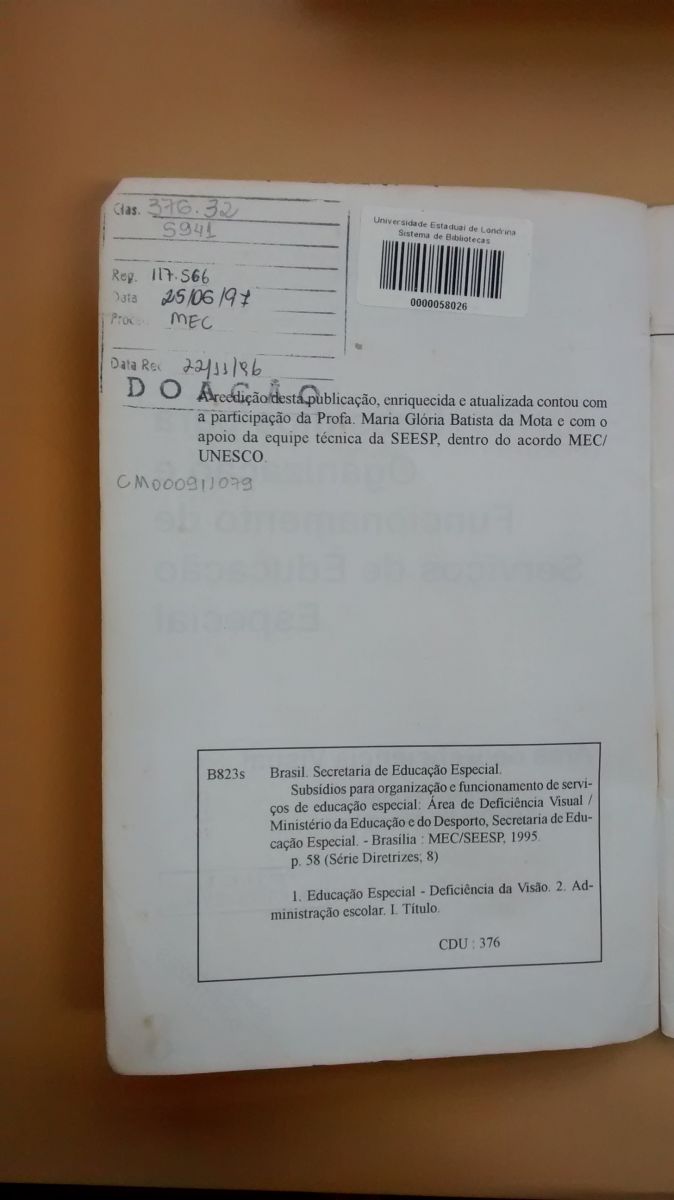 Clas. 376.32
S941
Reg. 117.566
Data 25/06/97
Proc. MEC
Data Rec 22/11/96
DOAÇÃO
CM000911079
Universidade Estadual de Londrina
Sistema de Bibliotecas
0000058026
A reedição desta publicação, enriquecida e atualizada contou com
a participação da Profa. Maria Glória Batista da Mota e com o
apoio da equipe técnica da SEESP, dentro do acordo MEC/
UNESCO.
B823s Brasil. Secretaria de Educação Especial.
Subsídios para organização e funcionamento de servi-
ços de educação especial: Área de Deficiência Visual /
Ministério da Educação e do Desporto, Secretaria de Edu-
cação Especial. - Brasília : MEC/SEESP, 1995.
p. 58 (Série Diretrizes; 8)
1. Educação Especial - Deficiência da Visão. 2. Ad-
ministração escolar. I. Título.
CDU : 376